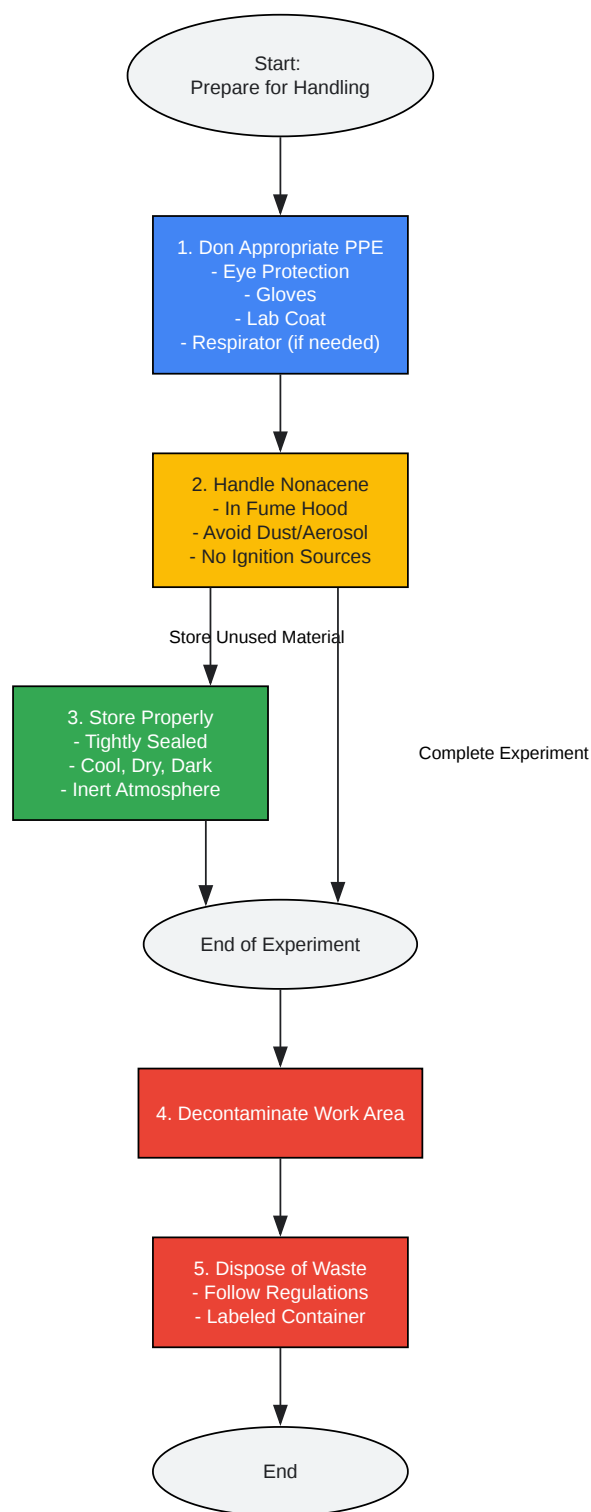 Start:
Prepare for Handling
1. Don Appropriate PPE
- Eye Protection
- Gloves
- Lab Coat
- Respirator (if needed)
2. Handle Nonacene
- In Fume Hood
- Avoid Dust/Aerosol
- No Ignition Sources
Store Unused Material
3. Store Properly
- Tightly Sealed
- Cool, Dry, Dark
- Inert Atmosphere
Complete Experiment
End of Experiment
4. Decontaminate Work Area
5. Dispose of Waste
- Follow Regulations
- Labeled Container
End